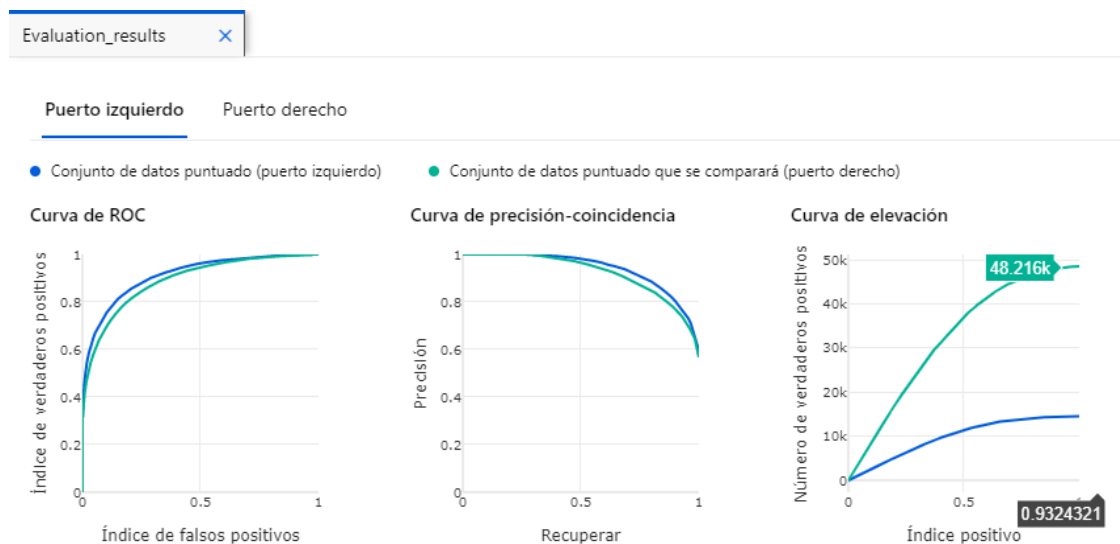 Evaluation_results ×
Puerto izquierdo Puerto derecho
Conjunto de datos puntuado (puerto izquierdo) Conjunto de datos puntuado que se comparará (puerto derecho)
Curva de ROC
Índice de verdaderos positivos
1
0.8
0.6
0.4
0.2
0
0 0.5 1
Índice de falsos positivos
Curva de precisión-coincidencia
Precisión
1
0.8
0.6
0.4
0.2
0
0 0.5 1
Recuperar
Curva de elevación
Número de verdaderos positivos
50k
48.216k
40k
30k
20k
10k
0
0 0.5
0.9324321
Índice positivo